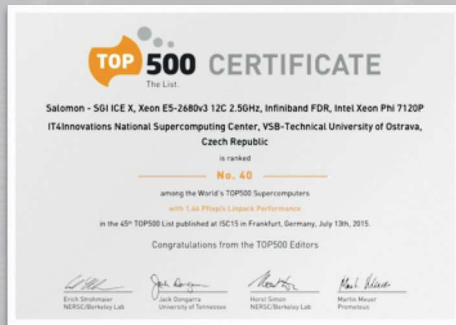 TOP 500 CERTIFICATE
The List.
Salomon - SGI ICE X, Xeon E5-2680v3 12C 2.5GHz, Infiniband FDR, Intel Xeon Phi 7120P
IT4Innovations National Supercomputing Center, VSB-Technical University of Ostrava,
Czech Republic
is ranked
No. 40
among the World's TOP500 Supercomputers
with 1.46 Pflop/s Linpack Performance
in the 45th TOP500 List published at ISC15 in Frankfurt, Germany, July 13th, 2015.
Congratulations from the TOP500 Editors
Erich Strohmaier
NERSC/Berkeley Lab
Jack Dongarra
University of Tennessee
Horst Simon
NERSC/Berkeley Lab
Martin Meuer
Prometeus